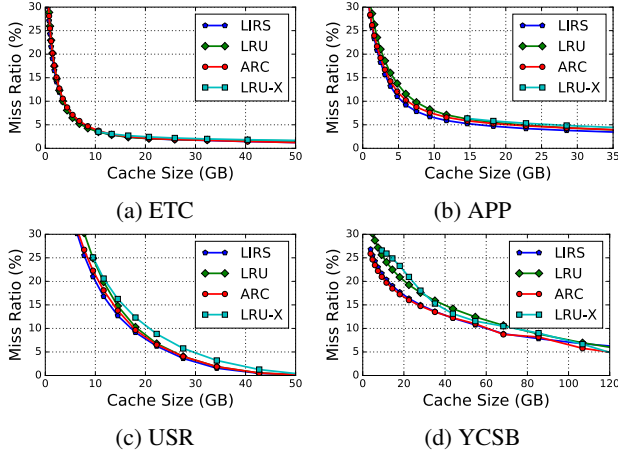 30
25
20
15
10
5
0
Miss Ratio (%)
LIRS
LRU
ARC
LRU-X
0 10 20 30 40 50
Cache Size (GB)
(a) ETC
30
25
20
15
10
5
0
Miss Ratio (%)
LIRS
LRU
ARC
LRU-X
0 5 10 15 20 25 30 35
Cache Size (GB)
(b) APP
30
25
20
15
10
5
0
Miss Ratio (%)
LIRS
LRU
ARC
LRU-X
0 10 20 30 40 50
Cache Size (GB)
(c) USR
30
25
20
15
10
5
0
Miss Ratio (%)
LIRS
LRU
ARC
LRU-X
0 20 40 60 80 100 120
Cache Size (GB)
(d) YCSB